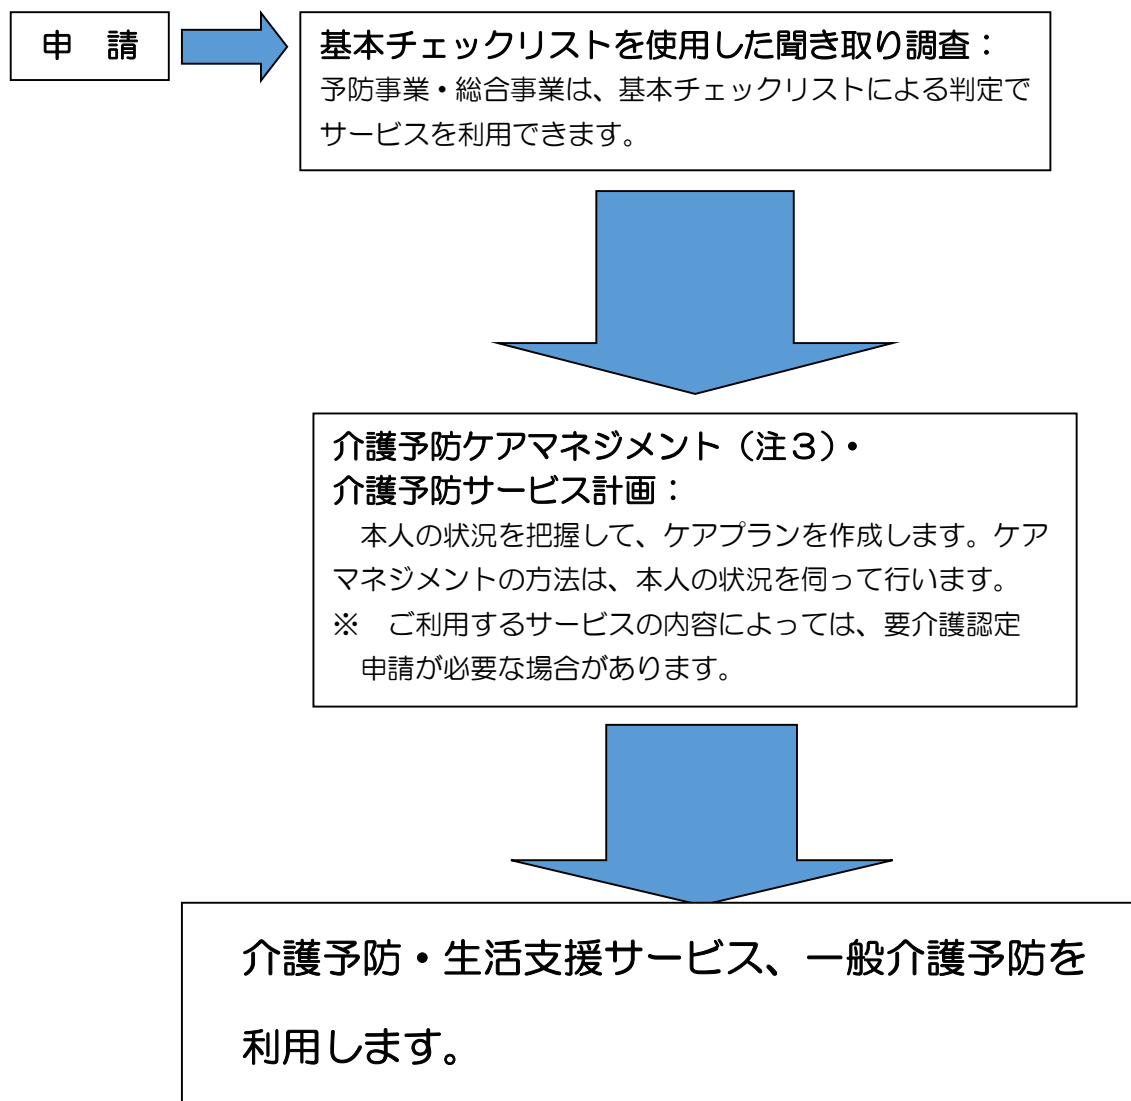 申　請
基本チェックリストを使用した聞き取り調査：
予防事業・総合事業は、基本チェックリストによる判定で
サービスを利用できます。
介護予防ケアマネジメント（注３）・
介護予防サービス計画：
　本人の状況を把握して、ケアプランを作成します。ケア
マネジメントの方法は、本人の状況を伺って行います。
※　ご利用するサービスの内容によっては、要介護認定
　申請が必要な場合があります。
介護予防・生活支援サービス、一般介護予防を
利用します。